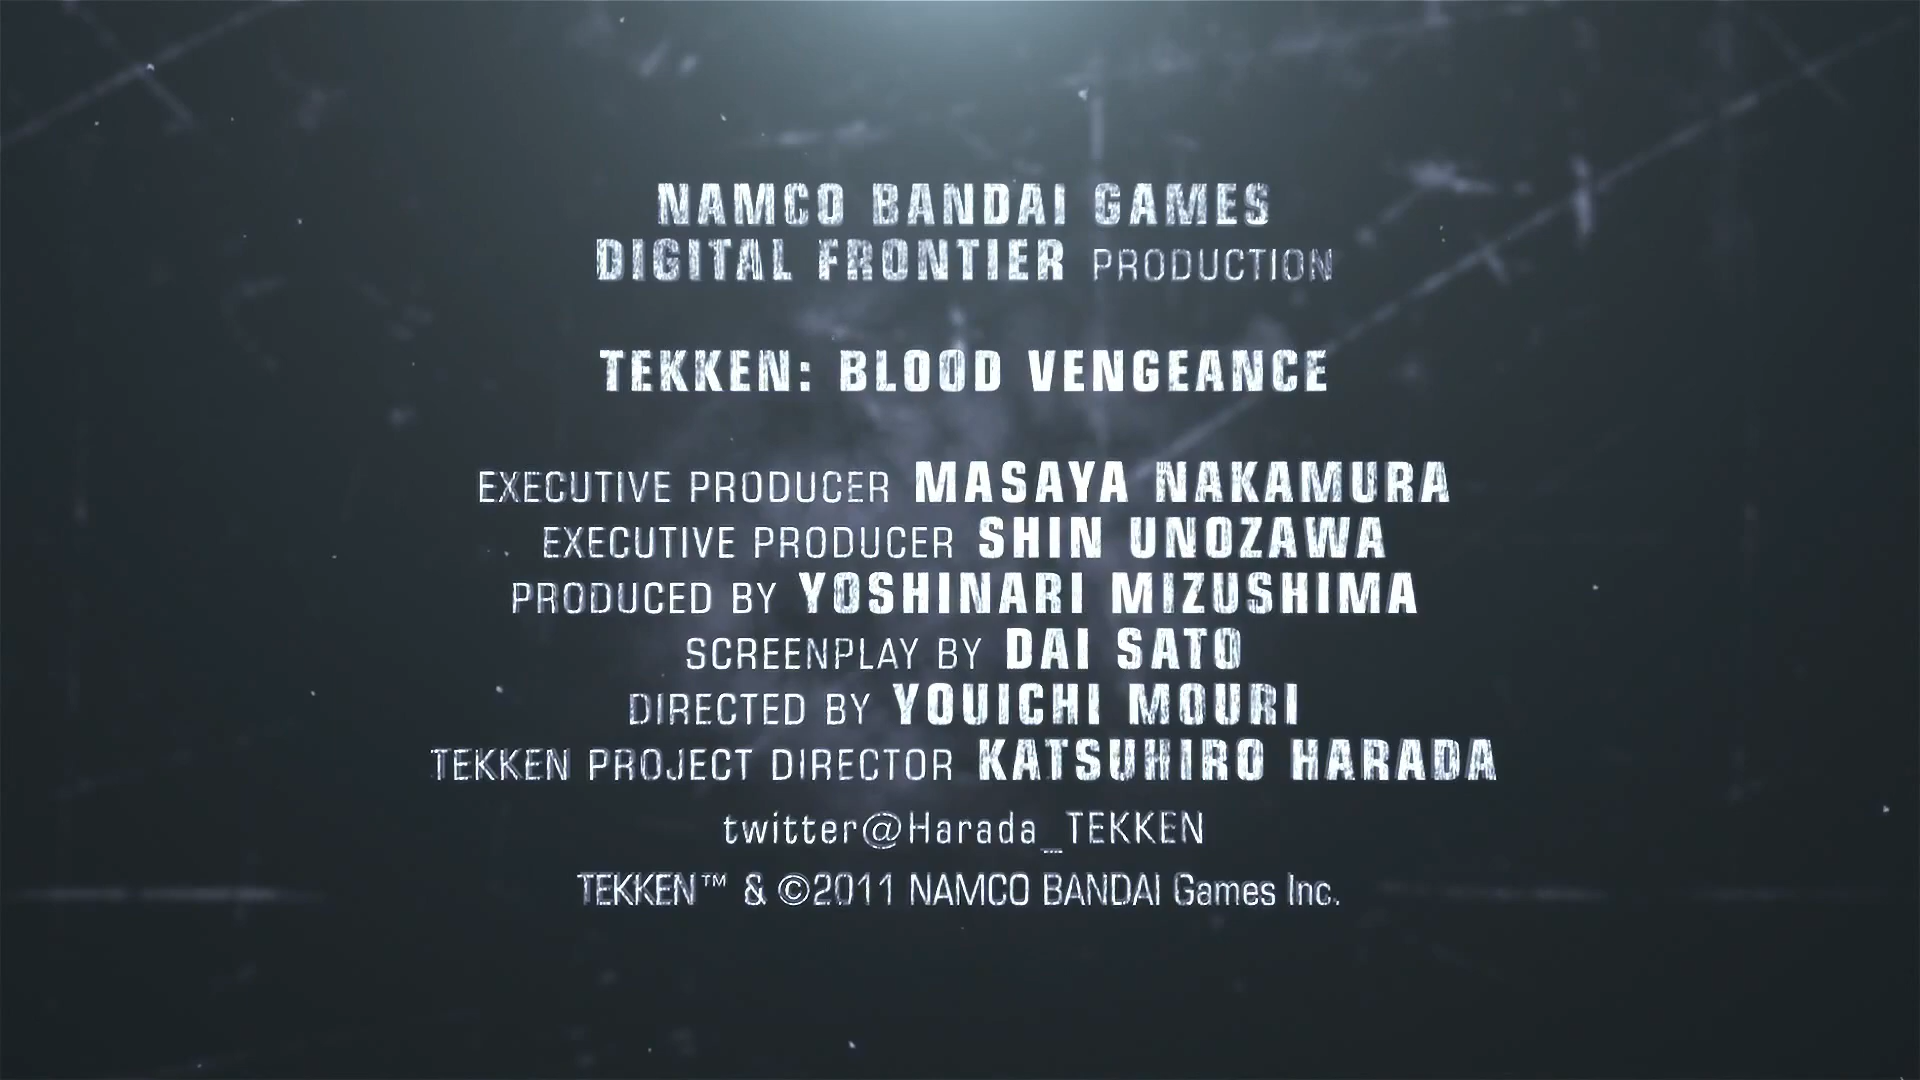 NAMCO BANDAI GAMES
DIGITAL FRONTIER PRODUCTION
TEKKEN: BLOOD VENGEANCE
EXECUTIVE PRODUCER MASAYA NAKAMURA
EXECUTIVE PRODUCER SHIN UNOZAWA
PRODUCED BY YOSHINARI MIZUSHIMA
SCREENPLAY BY DAI SATO
DIRECTED BY YOUICHI MOURI
TEKKEN PROJECT DIRECTOR KATSUHIRO HARADA
twitter@Harada_TEKKEN
TEKKEN™ & ©2011 NAMCO BANDAI Games Inc.